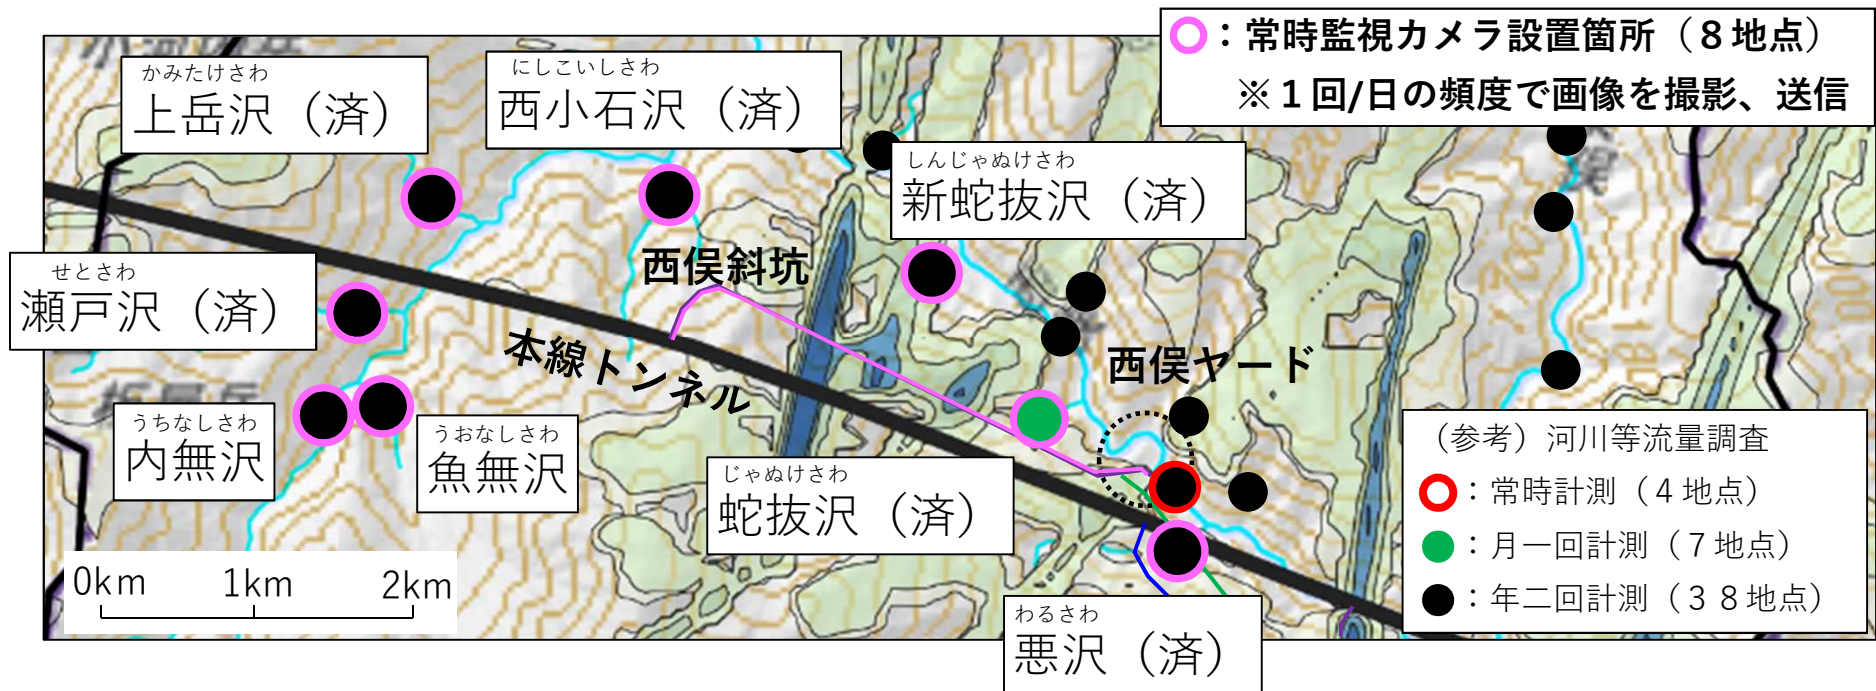 ：常時監視カメラ設置箇所（８地点）
※１回/日の頻度で画像を撮影、送信
かみたけさわ
上岳沢（済）
にしこいしさわ
西小石沢（済）
しんじゃぬけさわ
新蛇抜沢（済）
せとさわ
瀬戸沢（済）
西俣斜坑
本線トンネル
西俣ヤード
うちなしさわ
内無沢
うおなしさわ
魚無沢
じゃぬけさわ
蛇抜沢（済）
わるさわ
悪沢（済）
0km 1km 2km
（参考）河川等流量調査
：常時計測（４地点）
：月一回計測（７地点）
：年二回計測（３８地点）